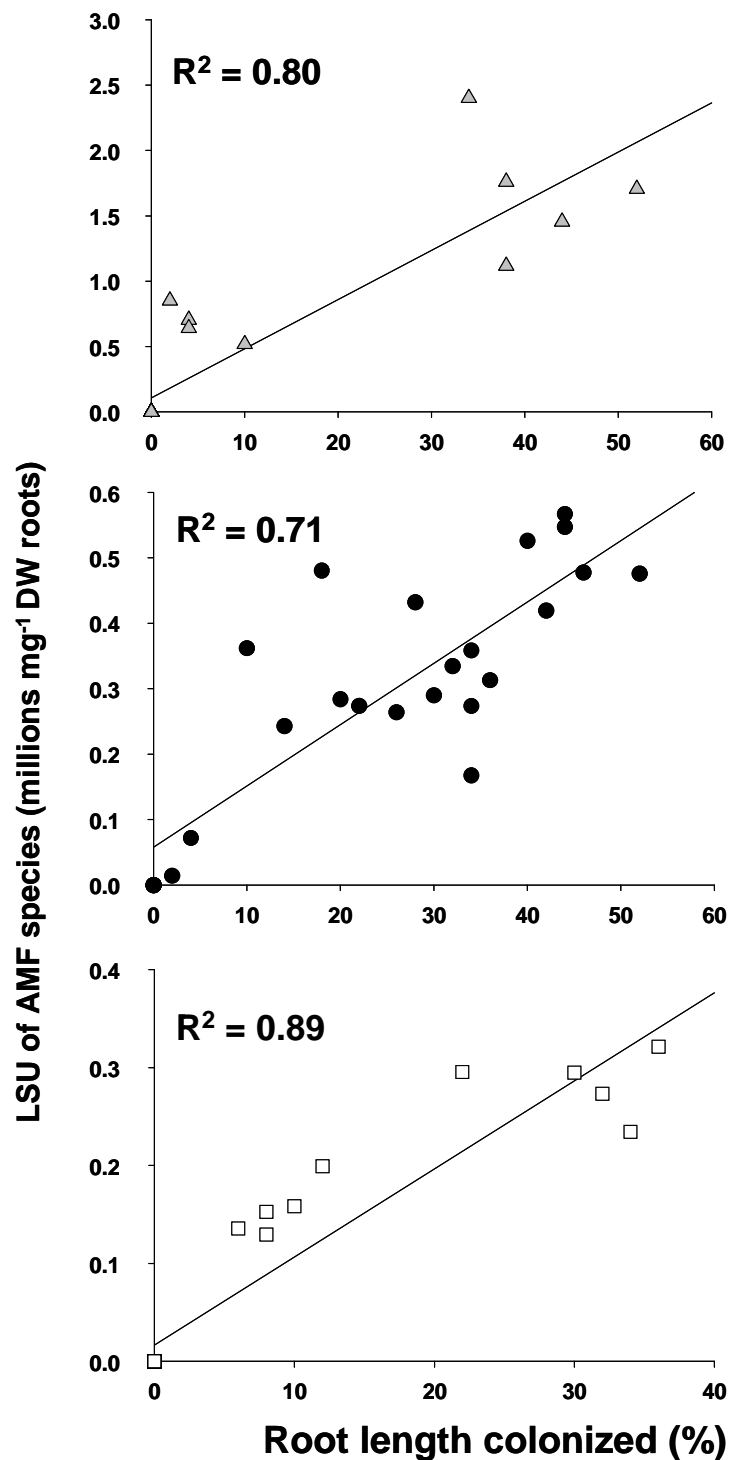 3.0
R² = 0.80
2.5
2.0
1.5
1.0
0.5
0.0
0 10 20 30 40 50 60
LSU of AMF species (millions mg⁻¹ DW roots)
0.6
R² = 0.71
0.5
0.4
0.3
0.2
0.1
0.0
0 10 20 30 40 50 60
0.4
R² = 0.89
0.3
0.2
0.1
0.0
0 10 20 30 40
Root length colonized (%)